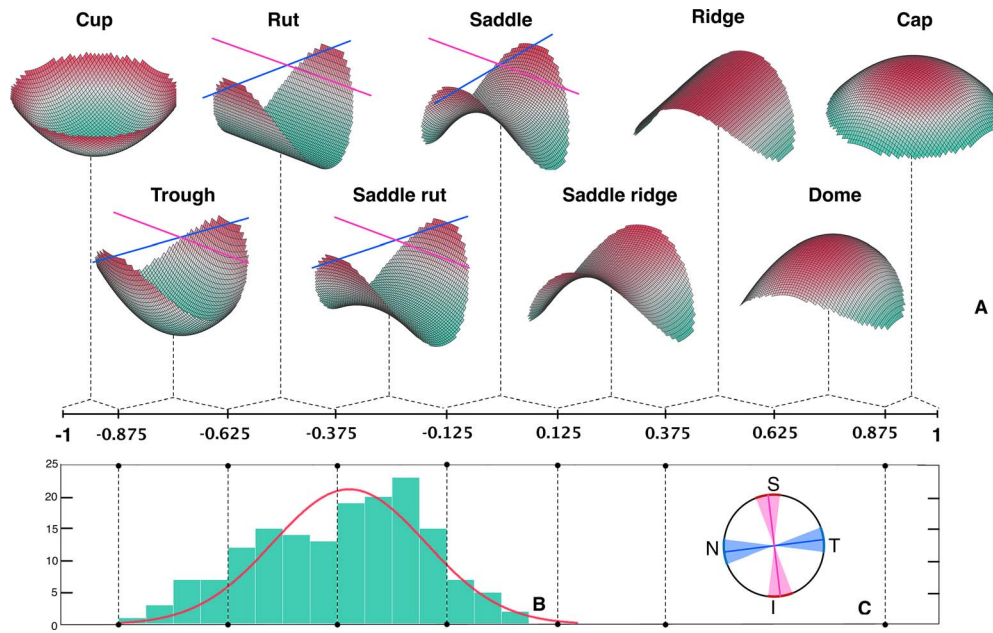 Cup Rut Saddle Ridge Cap
Trough Saddle rut Saddle ridge Dome
A
-1 -0.875 -0.625 -0.375 -0.125 0.125 0.375 0.625 0.875 1
25
20
15
10
5
0
B
S
N T
I
C